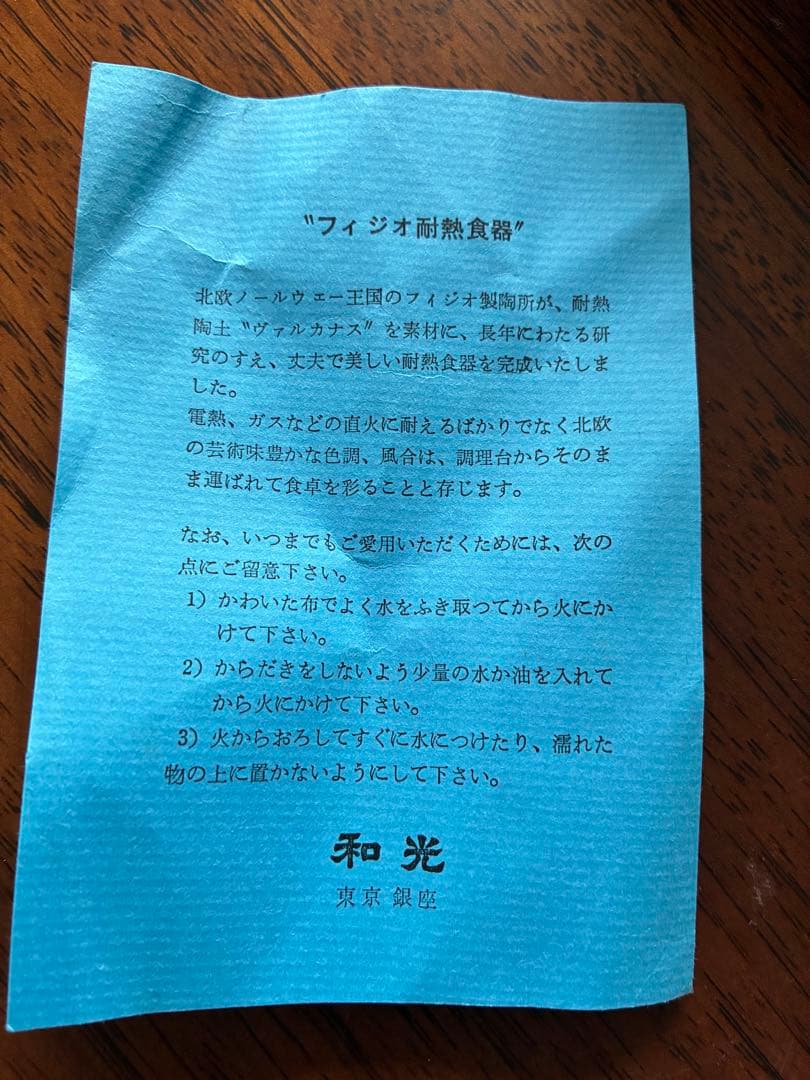 〝フィジオ耐熱食器〟
北欧ノールウェー王国のフィジオ製陶所が、耐熱
陶土〝ヴァルカナス〟を素材に、長年にわたる研
究のすえ、丈夫で美しい耐熱食器を完成いたしま
した。
電熱、ガスなどの直火に耐えるばかりでなく北欧
の芸術味豊かな色調、風合は、調理台からそのま
ま運ばれて食卓を彩ることと存じます。
なお、いつまでもご愛用いただくためには、次の
点にご留意下さい。
1）かわいた布でよく水をふき取つてから火にか
けて下さい。
2）からだきをしないよう少量の水か油を入れて
から火にかけて下さい。
3）火からおろしてすぐに水につけたり、濡れた
物の上に置かないようにして下さい。
和光
東京 銀座